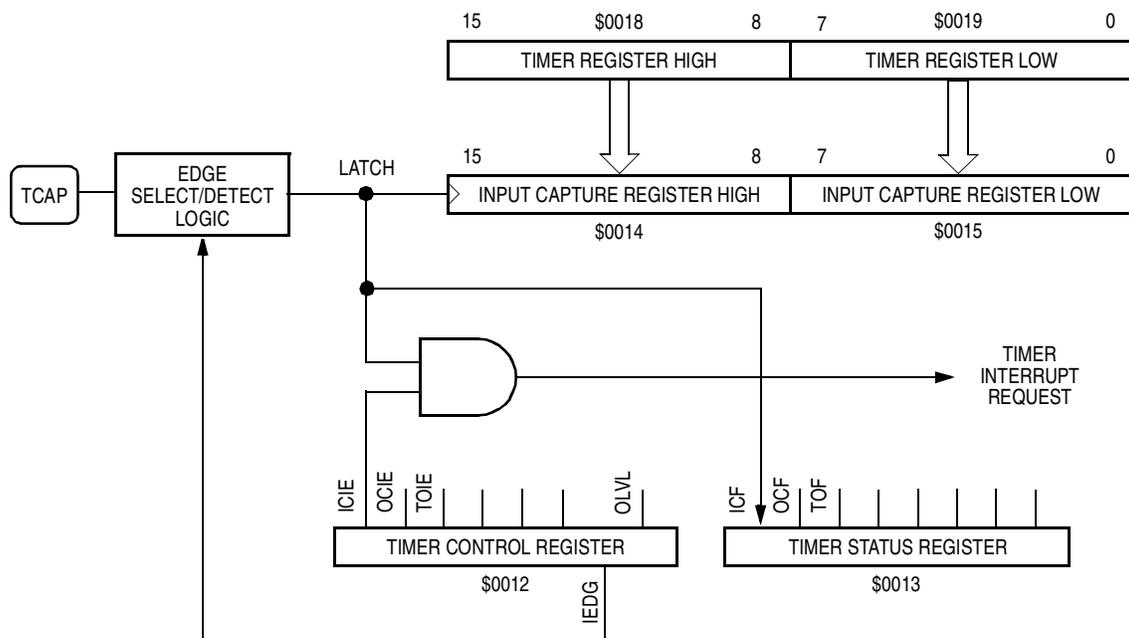 15 $0018 8 7 $0019 0
TIMER REGISTER HIGH TIMER REGISTER LOW
15 8 7 0
TCAP
EDGE
SELECT/DETECT
LOGIC
LATCH
INPUT CAPTURE REGISTER HIGH INPUT CAPTURE REGISTER LOW
$0014 $0015
TIMER
INTERRUPT
REQUEST
ICIE OCIE TOIE OLVL ICF OCF TOF
TIMER CONTROL REGISTER TIMER STATUS REGISTER
$0012 $0013
IEDG